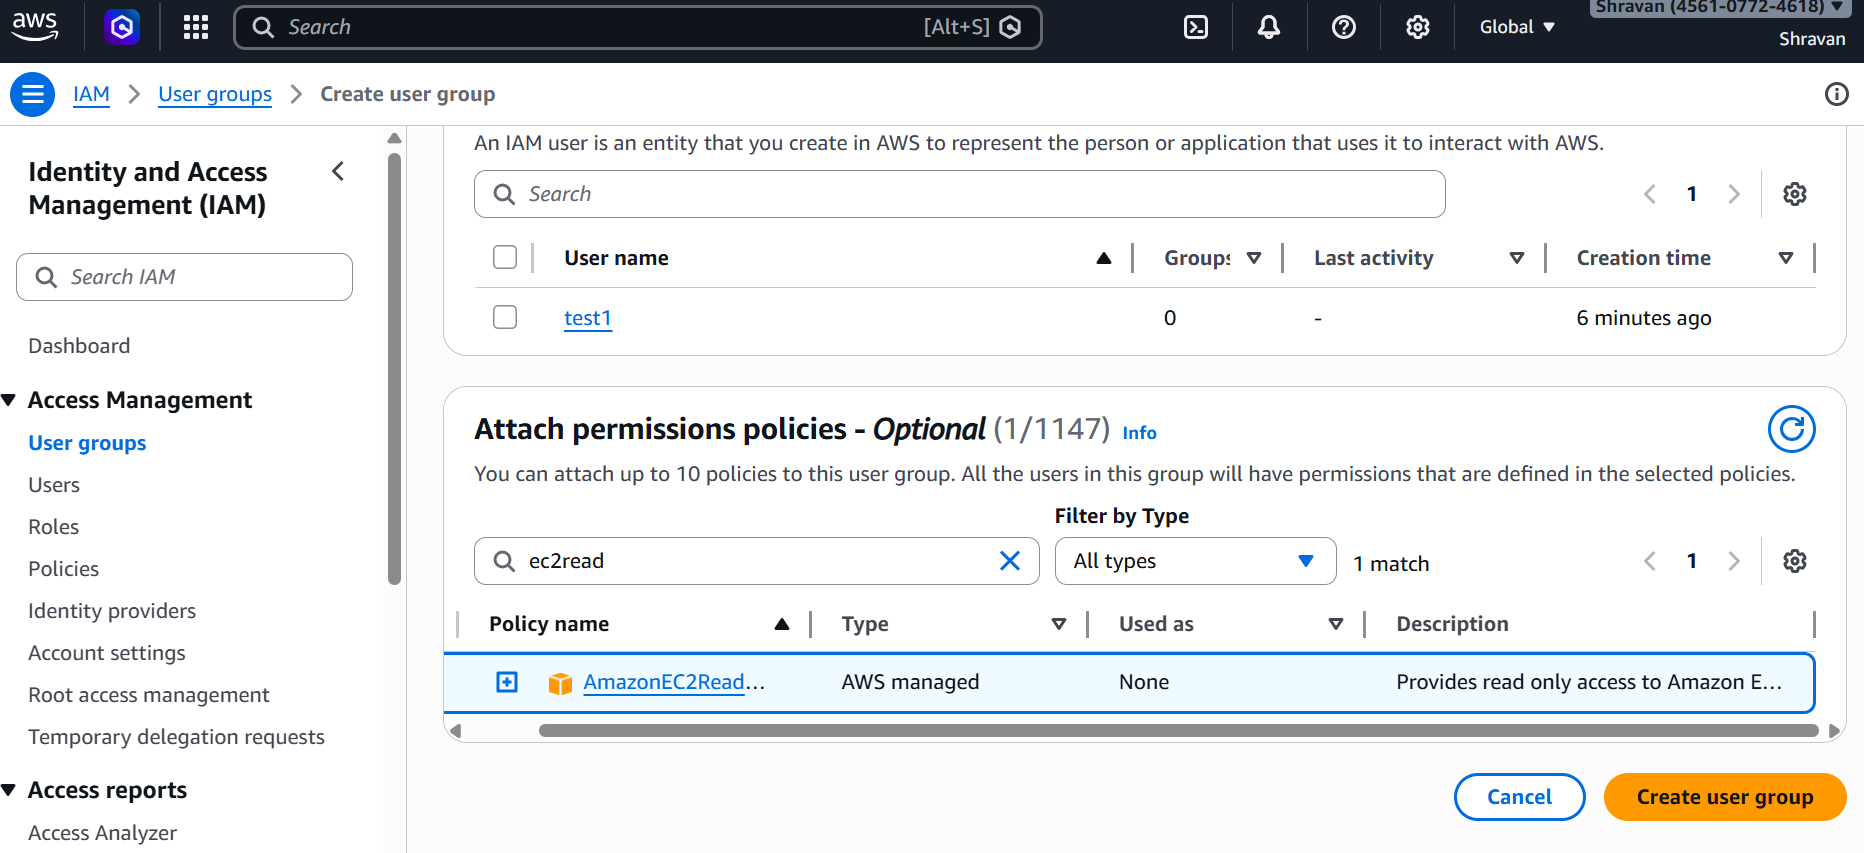 aws
Search
[Alt+S]
Global
Shravan (4561-0772-4618)
Shravan
IAM
User groups
Create user group
Identity and Access
Management (IAM)
Search IAM
Dashboard
Access Management
User groups
Users
Roles
Policies
Identity providers
Account settings
Root access management
Temporary delegation requests
Access reports
Access Analyzer
An IAM user is an entity that you create in AWS to represent the person or application that uses it to interact with AWS.
Search
1
User name
Groups
Last activity
Creation time
test1
0
-
6 minutes ago
Attach permissions policies - Optional (1/1147) Info
You can attach up to 10 policies to this user group. All the users in this group will have permissions that are defined in the selected policies.
Filter by Type
ec2read
All types
1 match
1
Policy name
Type
Used as
Description
AmazonEC2Read...
AWS managed
None
Provides read only access to Amazon E...
Cancel
Create user group